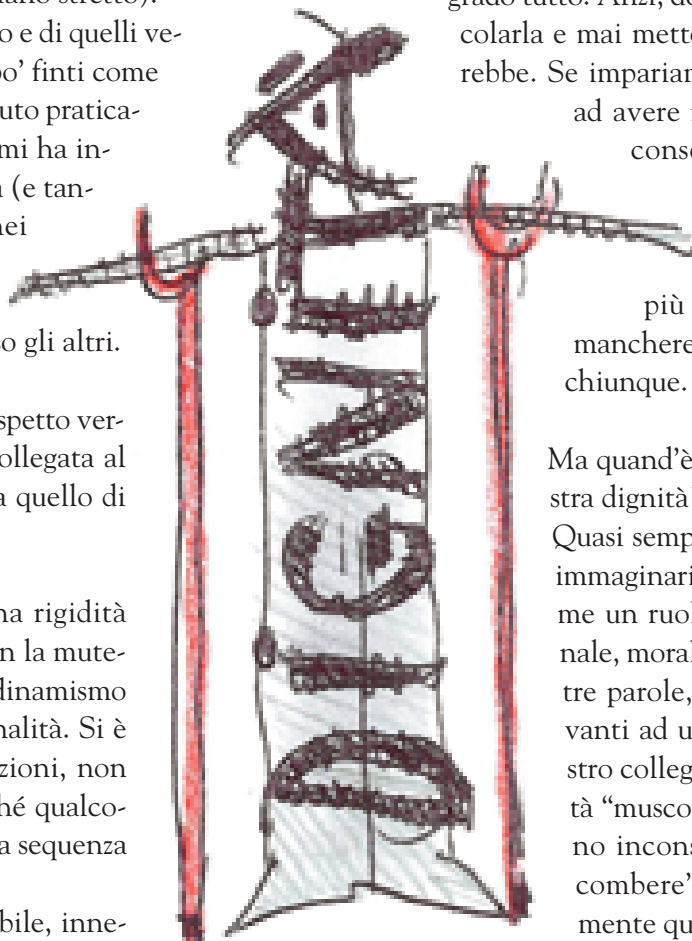 ano stretto).
o e di quelli ve-
po' finti come
uto pratica-
mi ha in-
a (e tan-
nei
o gli altri.
spetto ver-
ollegata al
a quello di
na rigidità
n la mute-
dinamismo
nalità. Si è
zioni, non
hé qualco-
a sequenza
bile, inne-
DIGNITÀ
grado tutto. Anzi, do
colarla e mai mette
rebbe. Se impariam
ad avere
conse
più
manchere
chiunque.
Ma quand'è
stra dignità
Quasi semp
immaginari
me un ruol
nale, moral
tre parole,
vanti ad u
stro colleg
tà “musco
no incons
combere’
mente qu